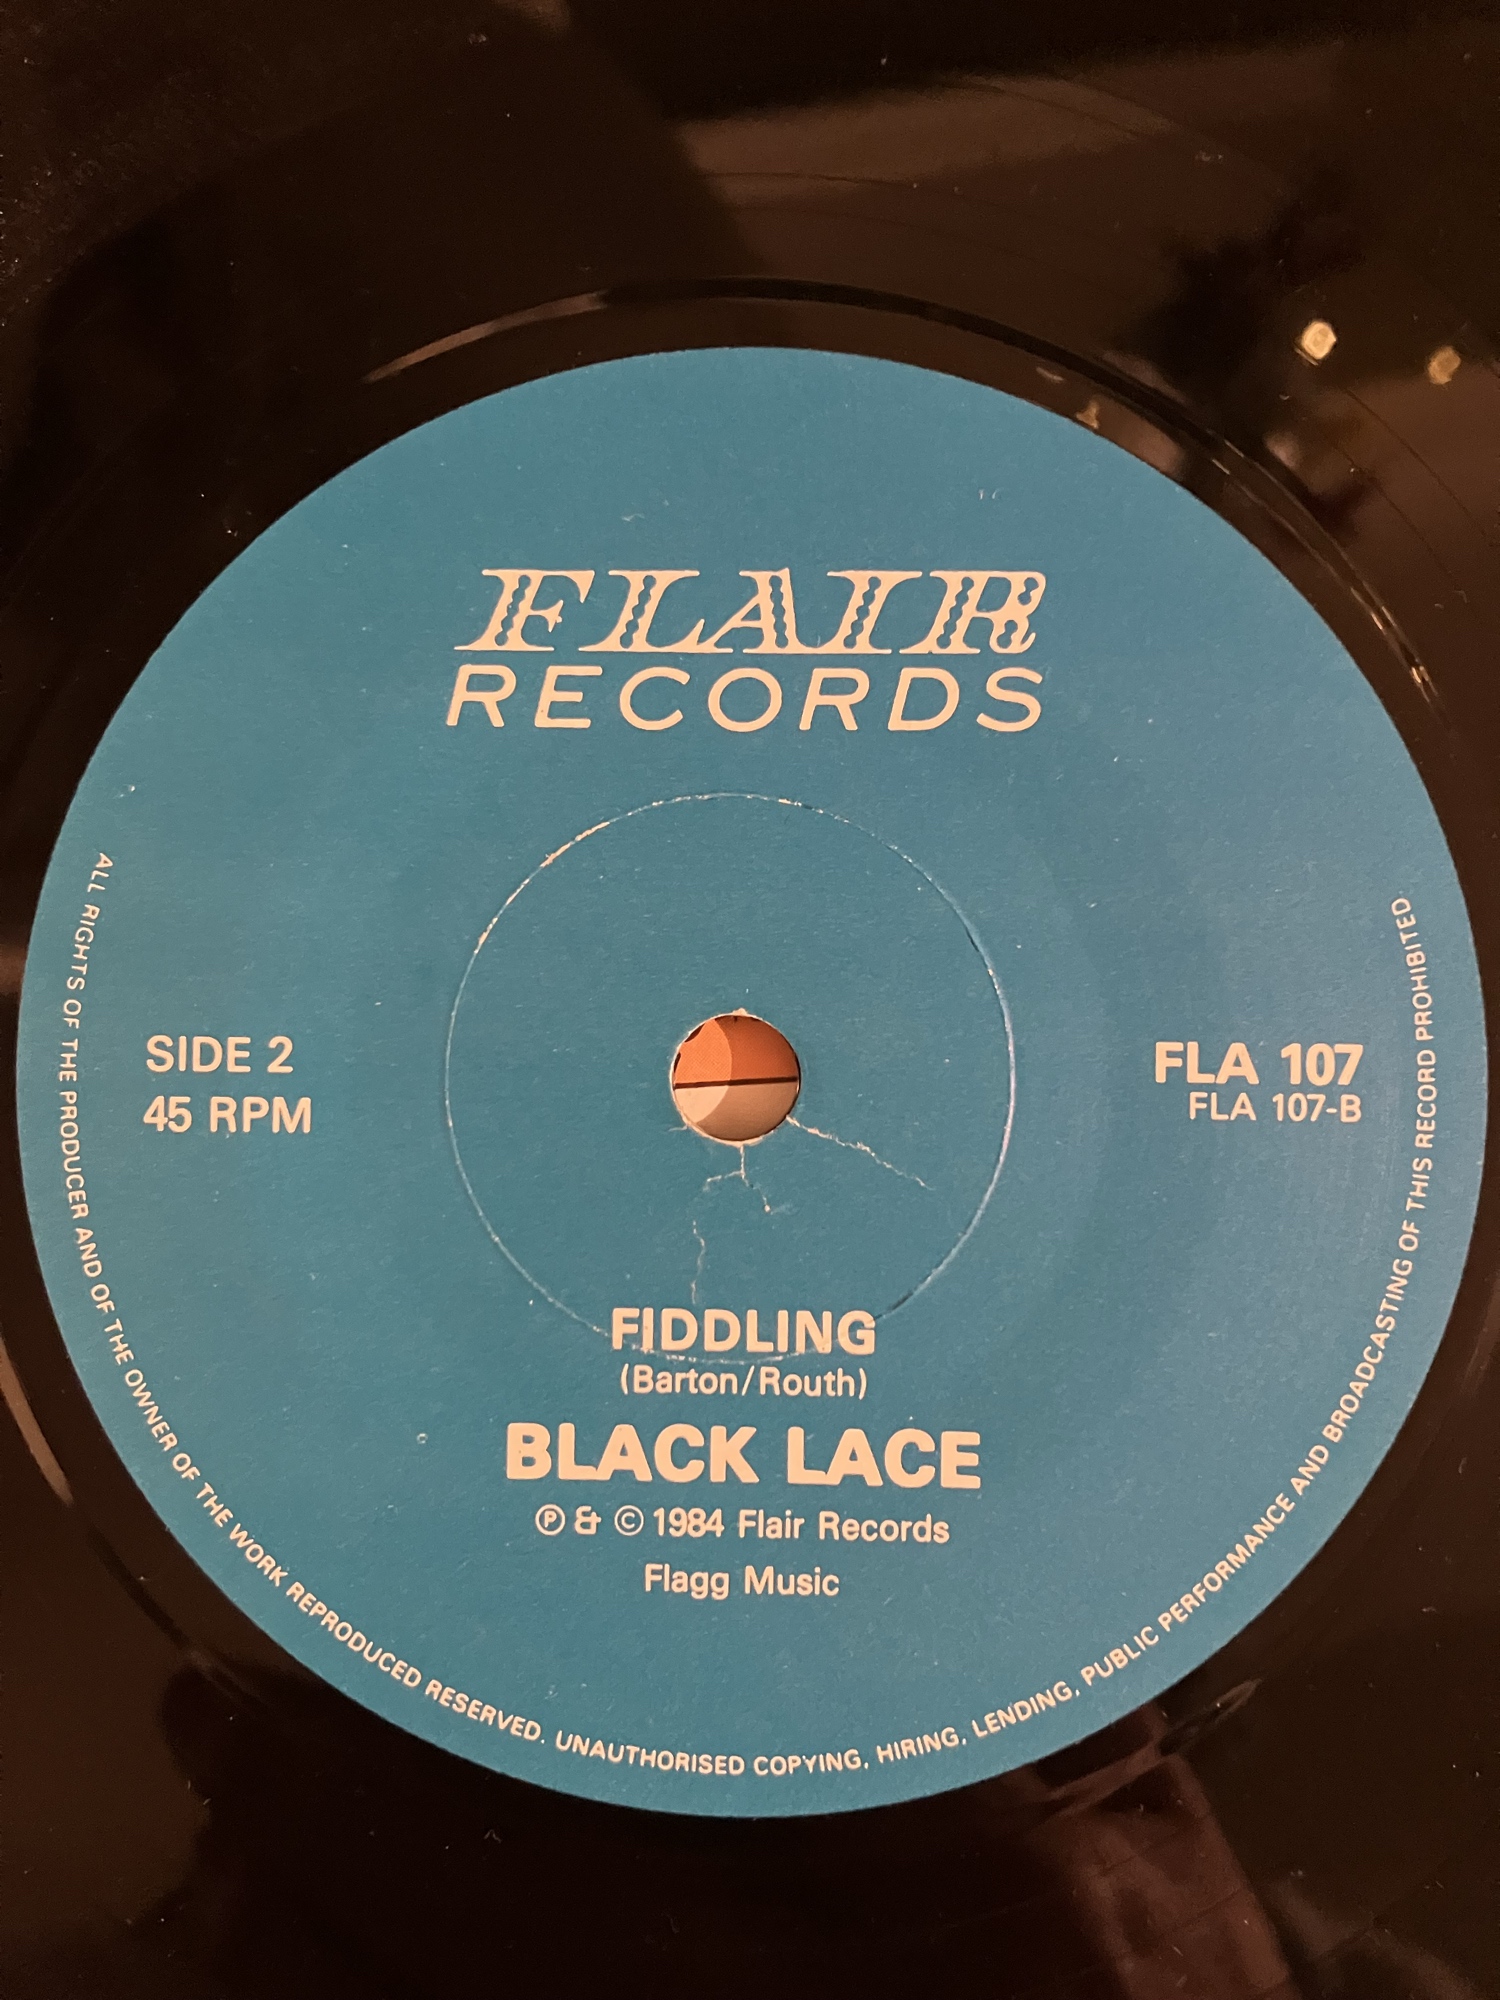 FLAIR
RECORDS
SIDE 2
45 RPM
FLA 107
FLA 107-B
FIDDLING
(Barton/Routh)
BLACK LACE
Ⓟ & © 1984 Flair Records
Flagg Music
ALL RIGHTS OF THE PRODUCER AND OF THE OWNER OF THE WORK REPRODUCED RESERVED. UNAUTHORISED COPYING, HIRING, LENDING, PUBLIC PERFORMANCE AND BROADCASTING OF THIS RECORD PROHIBITED